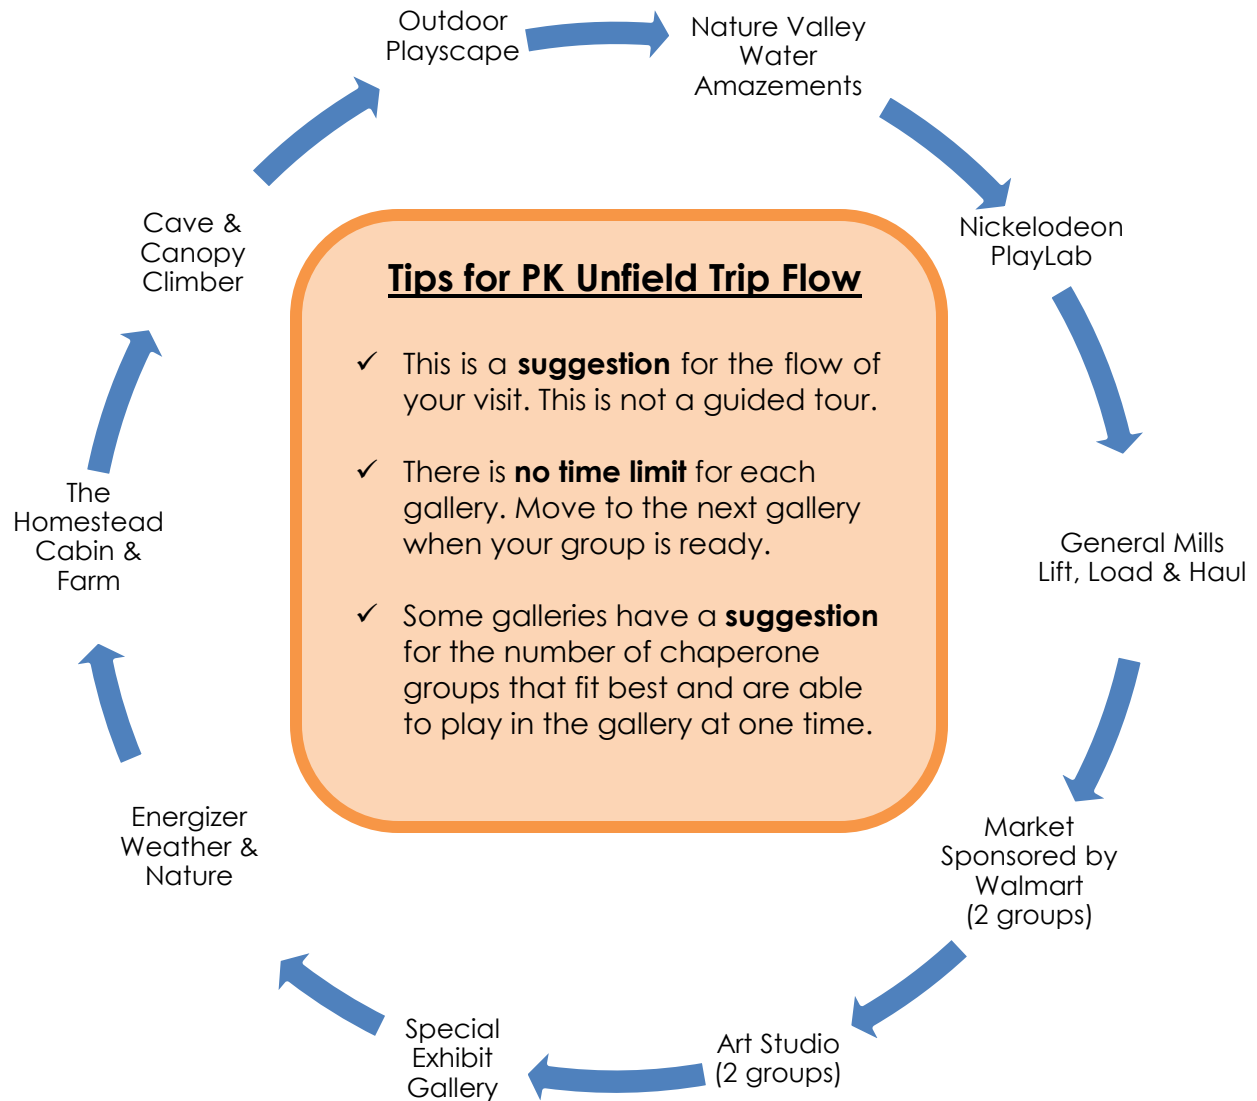 Outdoor
Playscape
Nature Valley
Water
Amazements
Nickelodeon
PlayLab
General Mills
Lift, Load & Haul
Market
Sponsored by
Walmart
(2 groups)
Art Studio
(2 groups)
Special
Exhibit
Gallery
Energizer
Weather &
Nature
The
Homestead
Cabin &
Farm
Cave &
Canopy
Climber
Tips for PK Unfield Trip Flow
✓ This is a suggestion for the flow of
your visit. This is not a guided tour.
✓ There is no time limit for each
gallery. Move to the next gallery
when your group is ready.
✓ Some galleries have a suggestion
for the number of chaperone
groups that fit best and are able
to play in the gallery at one time.